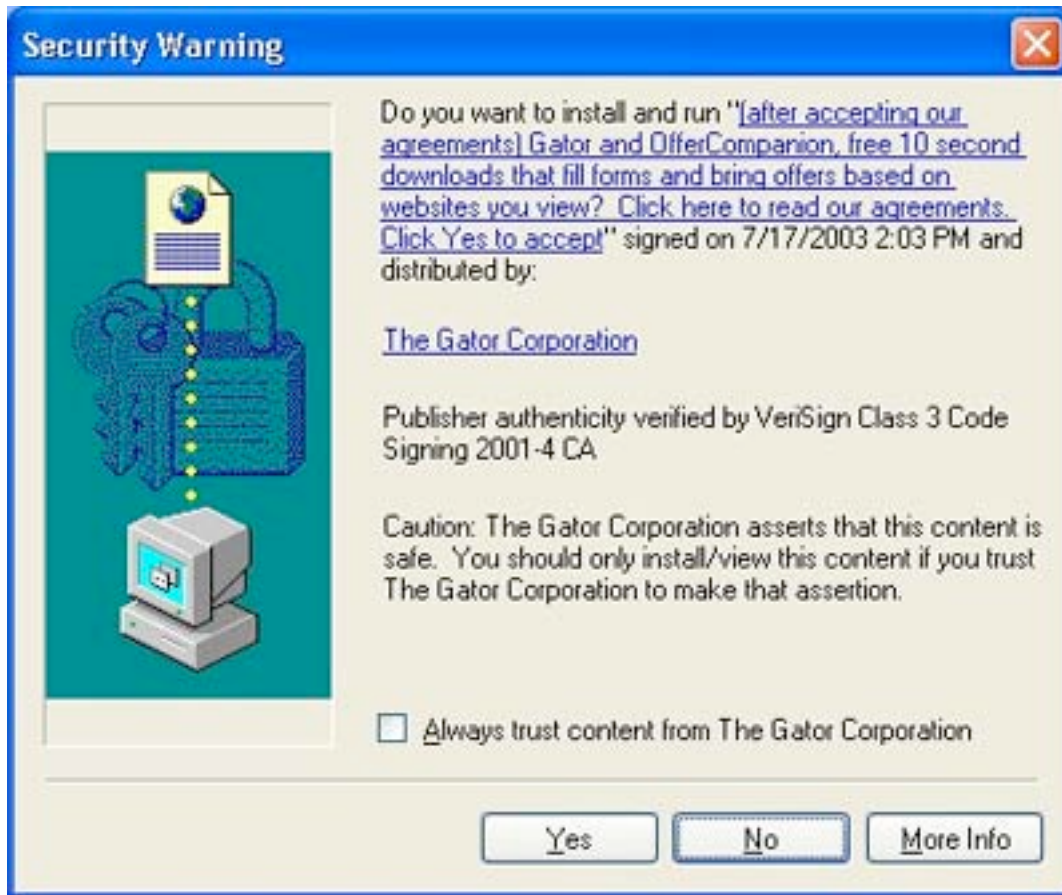 Security Warning
Do you want to install and run "[after accepting our
agreements] Gator and OfferCompanion, free 10 second
downloads that fill forms and bring offers based on
websites you view?  Click here to read our agreements.
Click Yes to accept" signed on 7/17/2003 2:03 PM and
distributed by:
The Gator Corporation
Publisher authenticity verified by VeriSign Class 3 Code
Signing 2001-4 CA
Caution: The Gator Corporation asserts that this content is
safe.  You should only install/view this content if you trust
The Gator Corporation to make that assertion.
Always trust content from The Gator Corporation
Yes
No
More Info